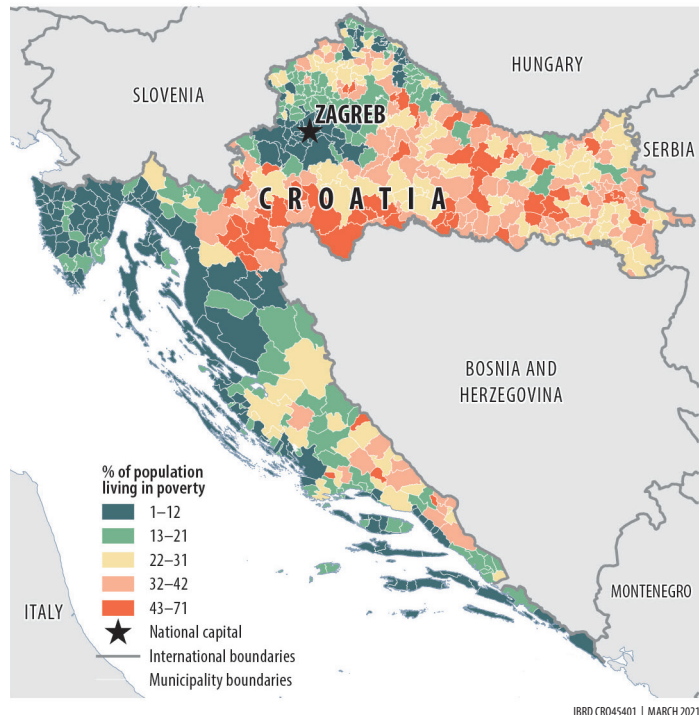 HUNGARY
SLOVENIA
ZAGREB
SERBIA
CROATIA
BOSNIA AND
HERZEGOVINA
% of population
living in poverty
1–12
13–21
22–31
32–42
43–71
National capital
International boundaries
Municipality boundaries
ITALY
MONTENEGRO
IBRD CRO45401 | MARCH 2021